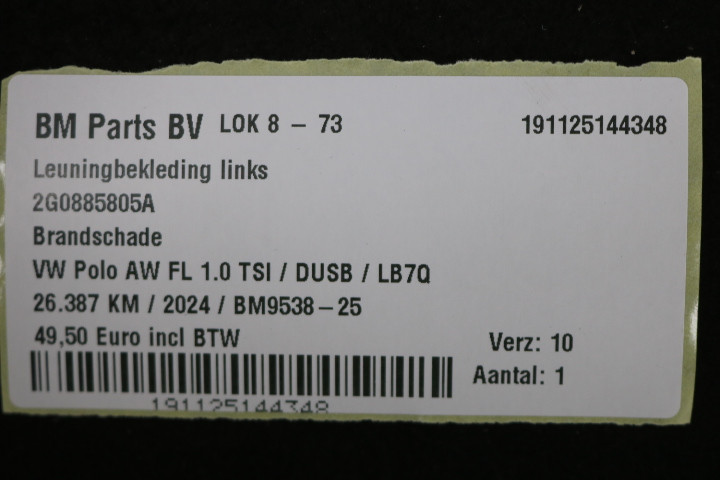 BM Parts BV LOK 8 - 73 191125144348
Leuningbekleding links
2G0885805A
Brandschade
VW Polo AW FL 1.0 TSI / DUSB / LB7Q
26.387 KM / 2024 / BM9538-25
49,50 Euro incl BTW Verz: 10
Aantal: 1
191125144348